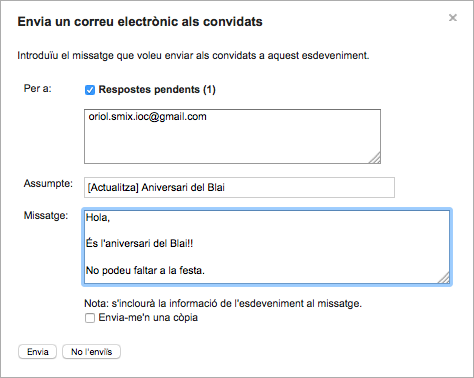 Envia un correu electrònic als convidats
Introduïu el missatge que voleu enviar als convidats a aquest esdeveniment.
Per a:
Respostes pendents (1)
oriol.smix.ioc@gmail.com
Assumpte:
[Actualitza] Aniversari del Blai
Missatge:
Hola,
És l'aniversari del Blai!!
No podeu faltar a la festa.
Nota: s'inclourà la informació de l'esdeveniment al missatge.
Envia-me'n una còpia
Envia
No l'enviïs